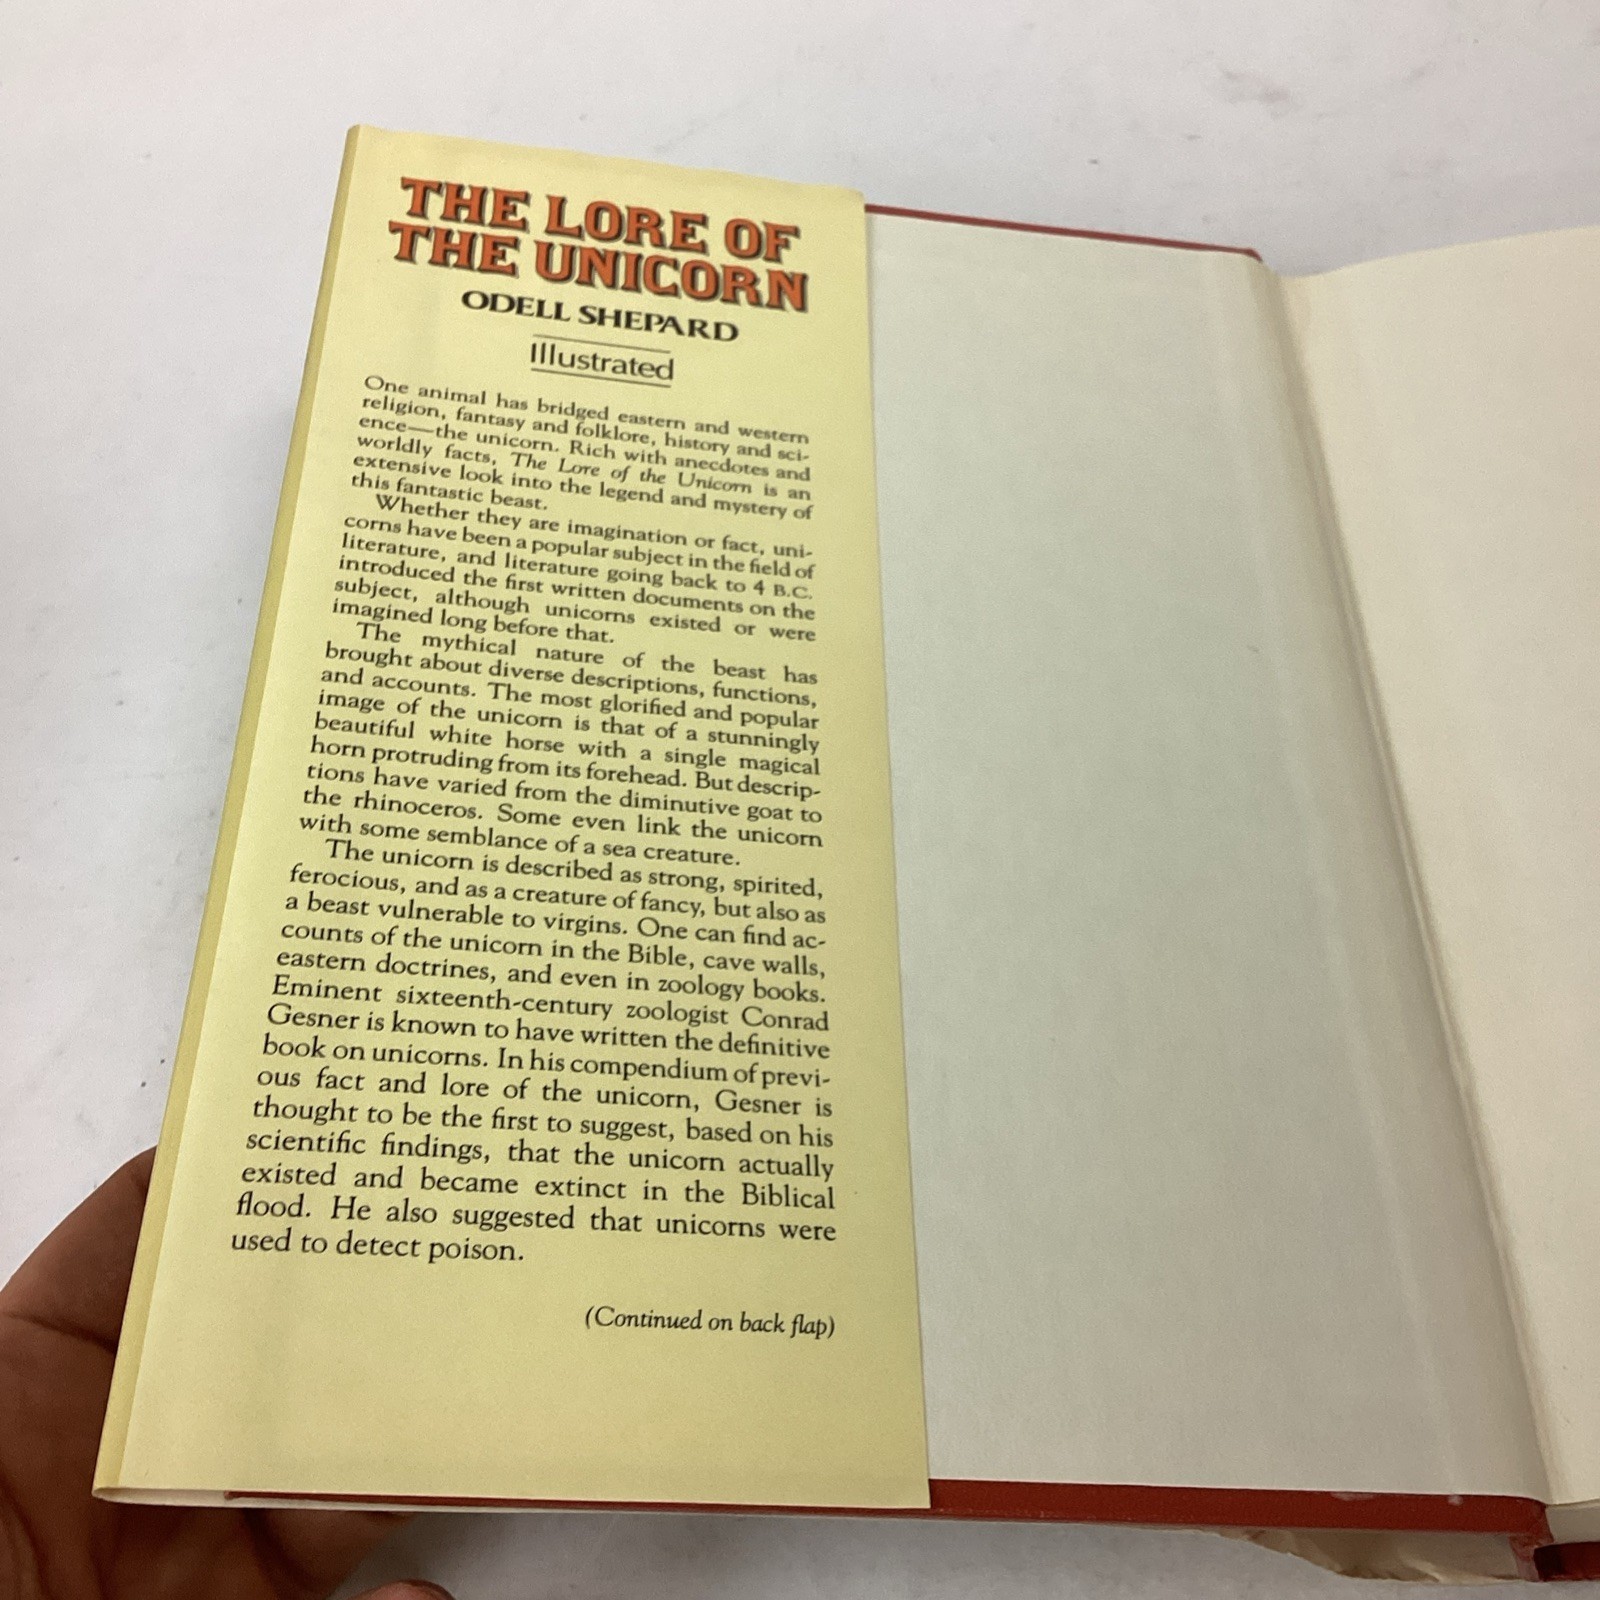 THE LORE OF
THE UNICORN
ODELL SHEPARD
Illustrated
One animal has bridged eastern and western
religion, fantasy and folklore, history and sci-
ence—the unicorn. Rich with anecdotes and
worldly facts, The Lore of the Unicorn is an
extensive look into the legend and mystery of
this fantastic beast.
Whether they are imagination or fact, uni-
corns have been a popular subject in the field of
literature, and literature going back to 4 B.C.
introduced the first written documents on the
subject, although unicorns existed or were
imagined long before that.
The mythical nature of the beast has
brought about diverse descriptions, functions,
and accounts. The most glorified and popular
image of the unicorn is that of a stunningly
beautiful white horse with a single magical
horn protruding from its forehead. But descrip-
tions have varied from the diminutive goat to
the rhinoceros. Some even link the unicorn
with some semblance of a sea creature.
The unicorn is described as strong, spirited,
ferocious, and as a creature of fancy, but also as
a beast vulnerable to virgins. One can find ac-
counts of the unicorn in the Bible, cave walls,
eastern doctrines, and even in zoology books.
Eminent sixteenth-century zoologist Conrad
Gesner is known to have written the definitive
book on unicorns. In his compendium of previ-
ous fact and lore of the unicorn, Gesner is
thought to be the first to suggest, based on his
scientific findings, that the unicorn actually
existed and became extinct in the Biblical
flood. He also suggested that unicorns were
used to detect poison.
(Continued on back flap)